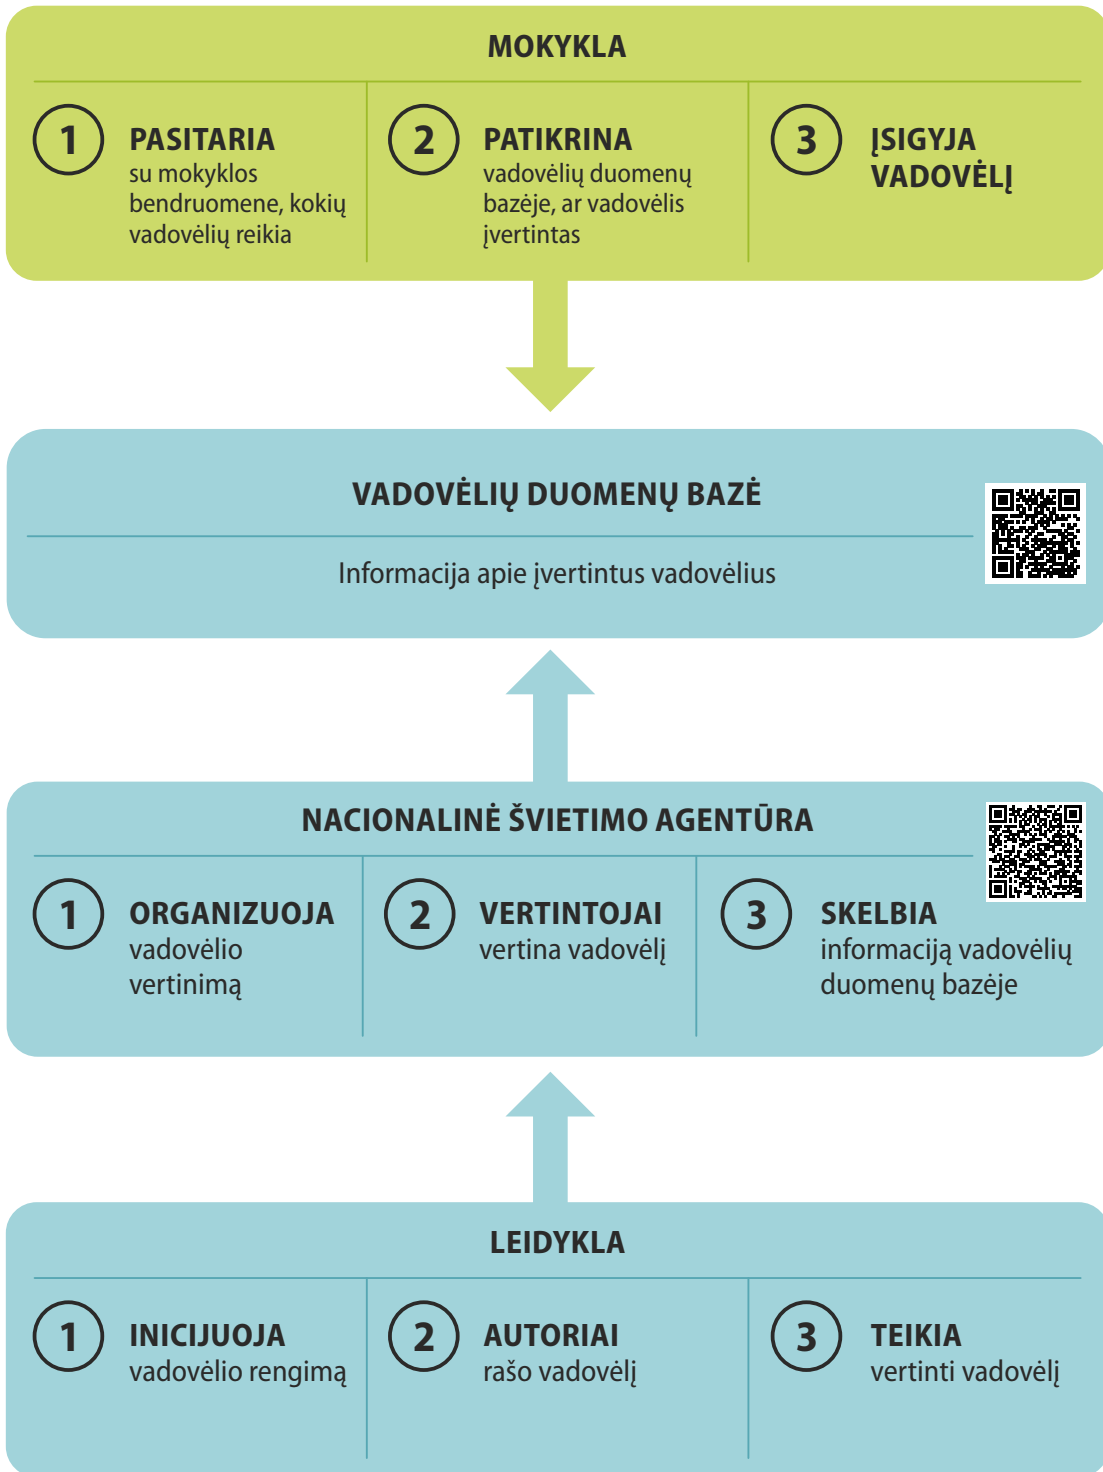 MOKYKLA
1
PASITARIA
su mokyklos
bendruomene, kokių
vadovėlių reikia
2
PATIKRINA
vadovėlių duomenų
bazėje, ar vadovėlis
įvertintas
3
ĮSIGYJA
VADOVĖLĮ
VADOVĖLIŲ DUOMENŲ BAZĖ
Informacija apie įvertintus vadovėlius
NACIONALINĖ ŠVIETIMO AGENTŪRA
1
ORGANIZUOJA
vadovėlio
vertinimą
2
VERTINTOJAI
vertina vadovėlį
3
SKELBIA
informaciją vadovėlių
duomenų bazėje
LEIDYKLA
1
INICIJUOJA
vadovėlio rengimą
2
AUTORIAI
rašo vadovėlį
3
TEIKIA
vertinti vadovėlį